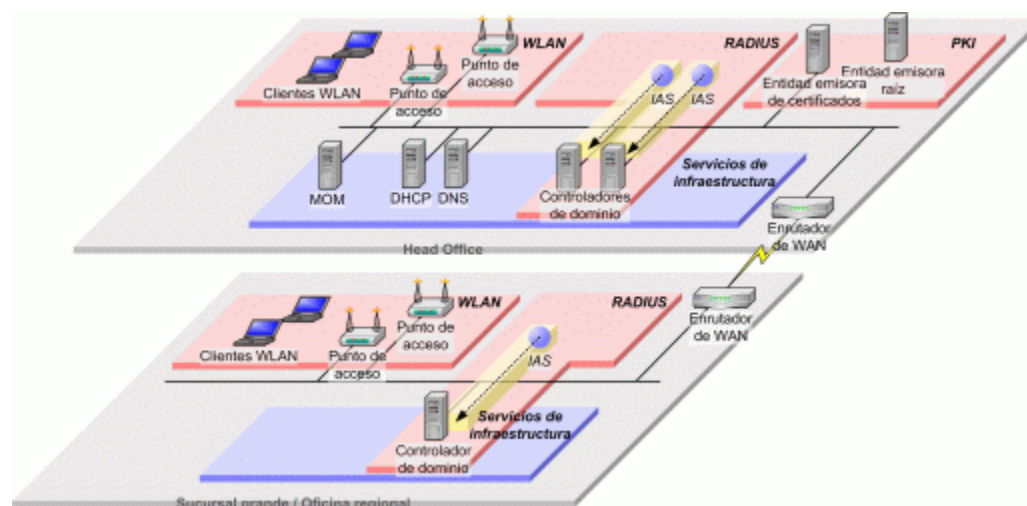 WLAN
RADIUS
PKI
Clientes WLAN
Punto de
acceso
Punto de
acceso
IAS
IAS
Entidad emisora
de certificados
Entidad emisora
raíz
MOM
DHCP
DNS
Controladores
de dominio
Servicios de
infraestructura
Enrutador
de WAN
Head Office
WLAN
RADIUS
Clientes WLAN
Punto de
acceso
Punto de
acceso
IAS
Enrutador
de WAN
Controlador
de dominio
Servicios de
infraestructura
Sucursal grande / Oficina regional